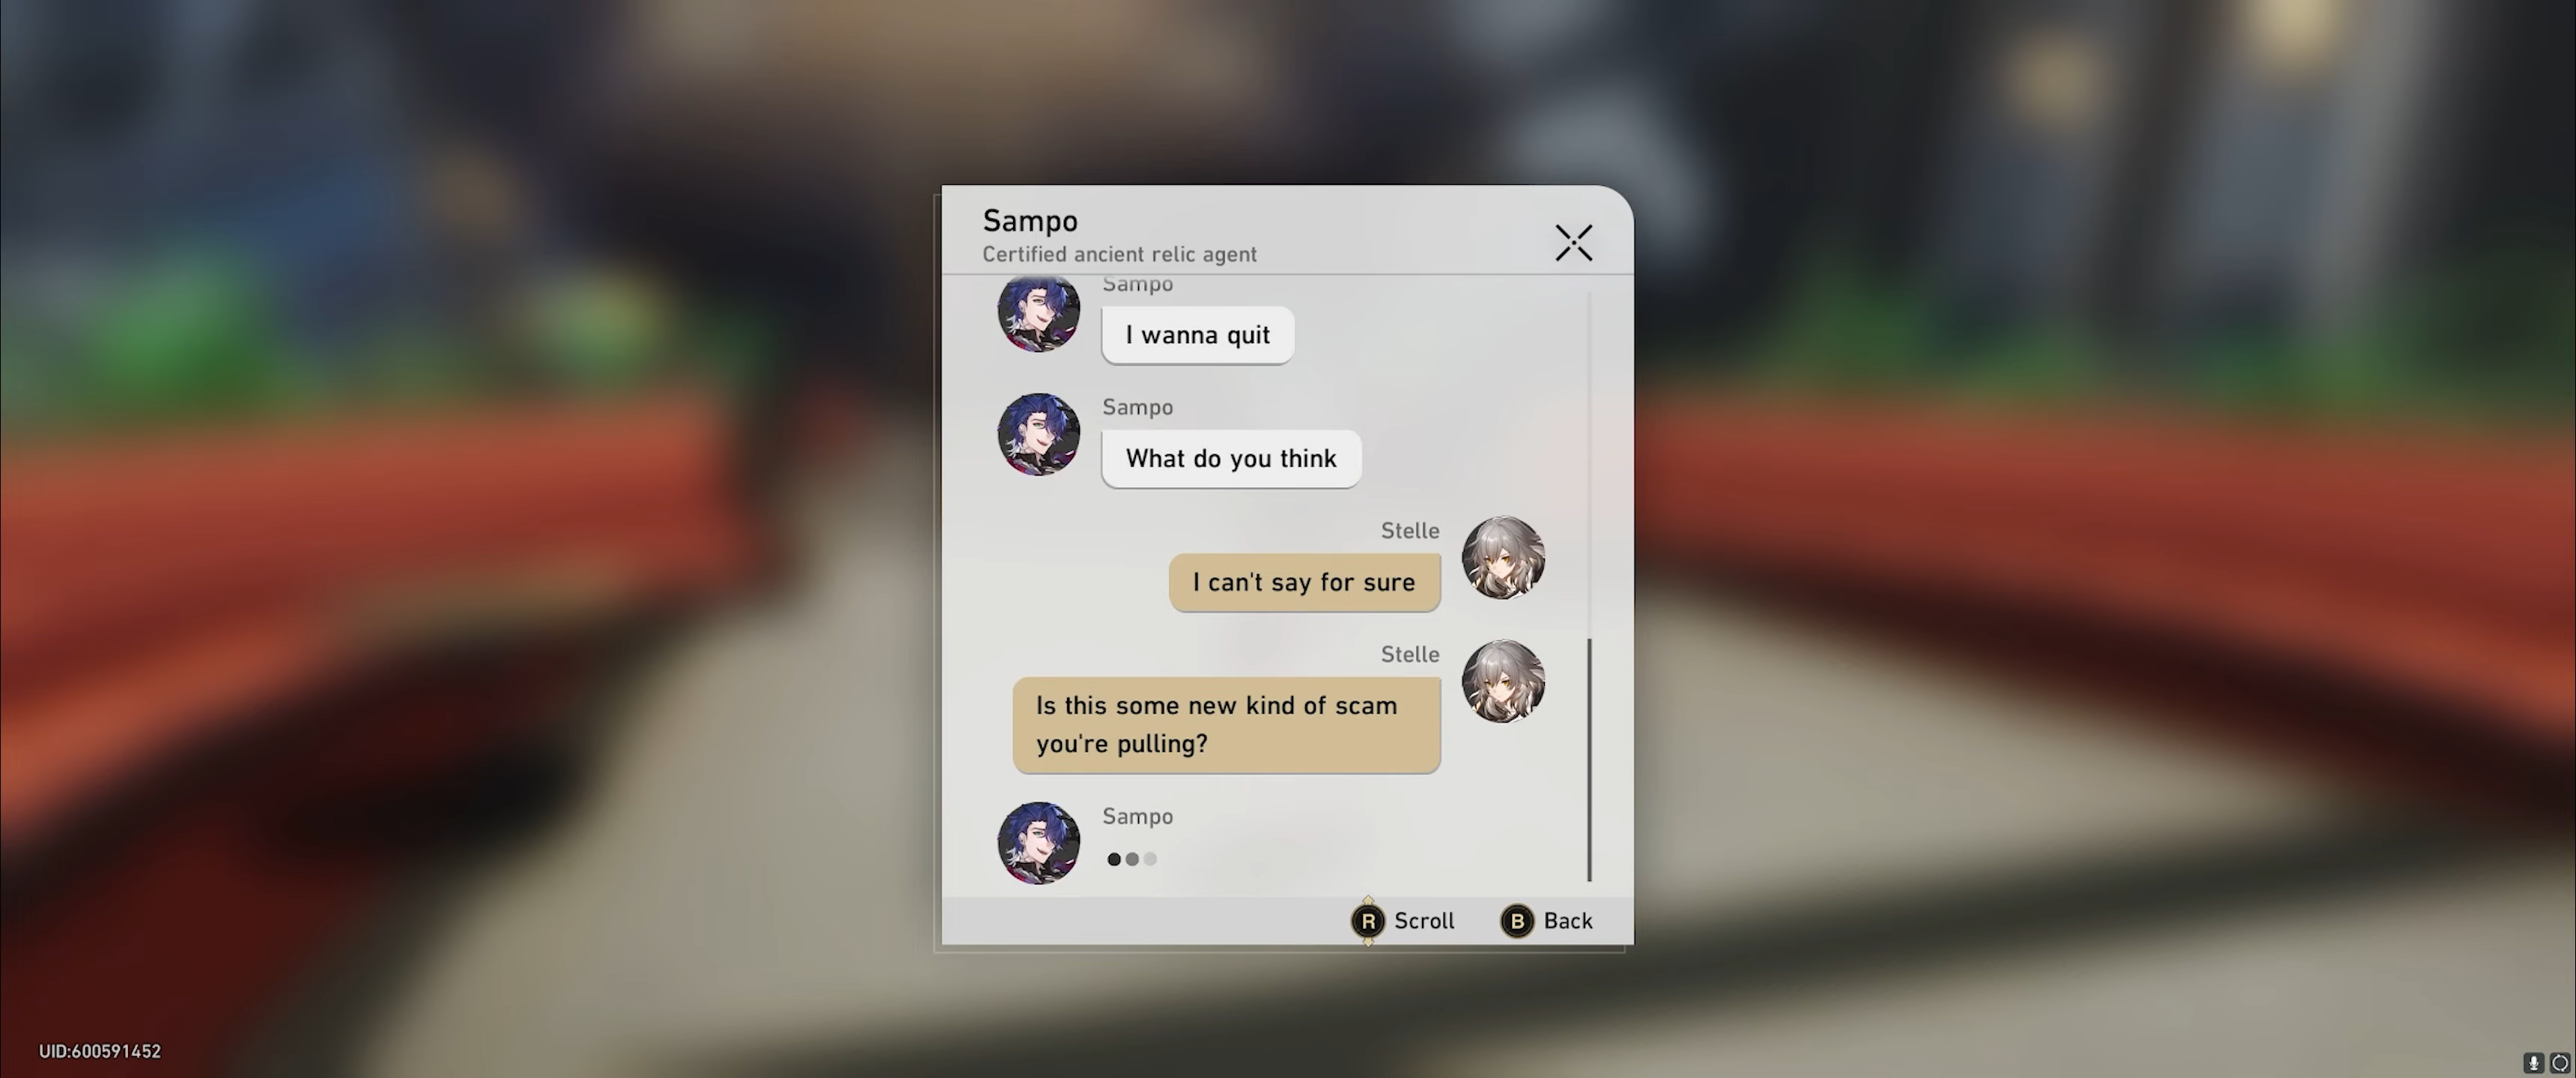 Sampo
Certified ancient relic agent
Sampo
I wanna quit
Sampo
What do you think
Stelle
I can't say for sure
Stelle
Is this some new kind of scam
you're pulling?
Sampo
R Scroll B Back
UID:600591452